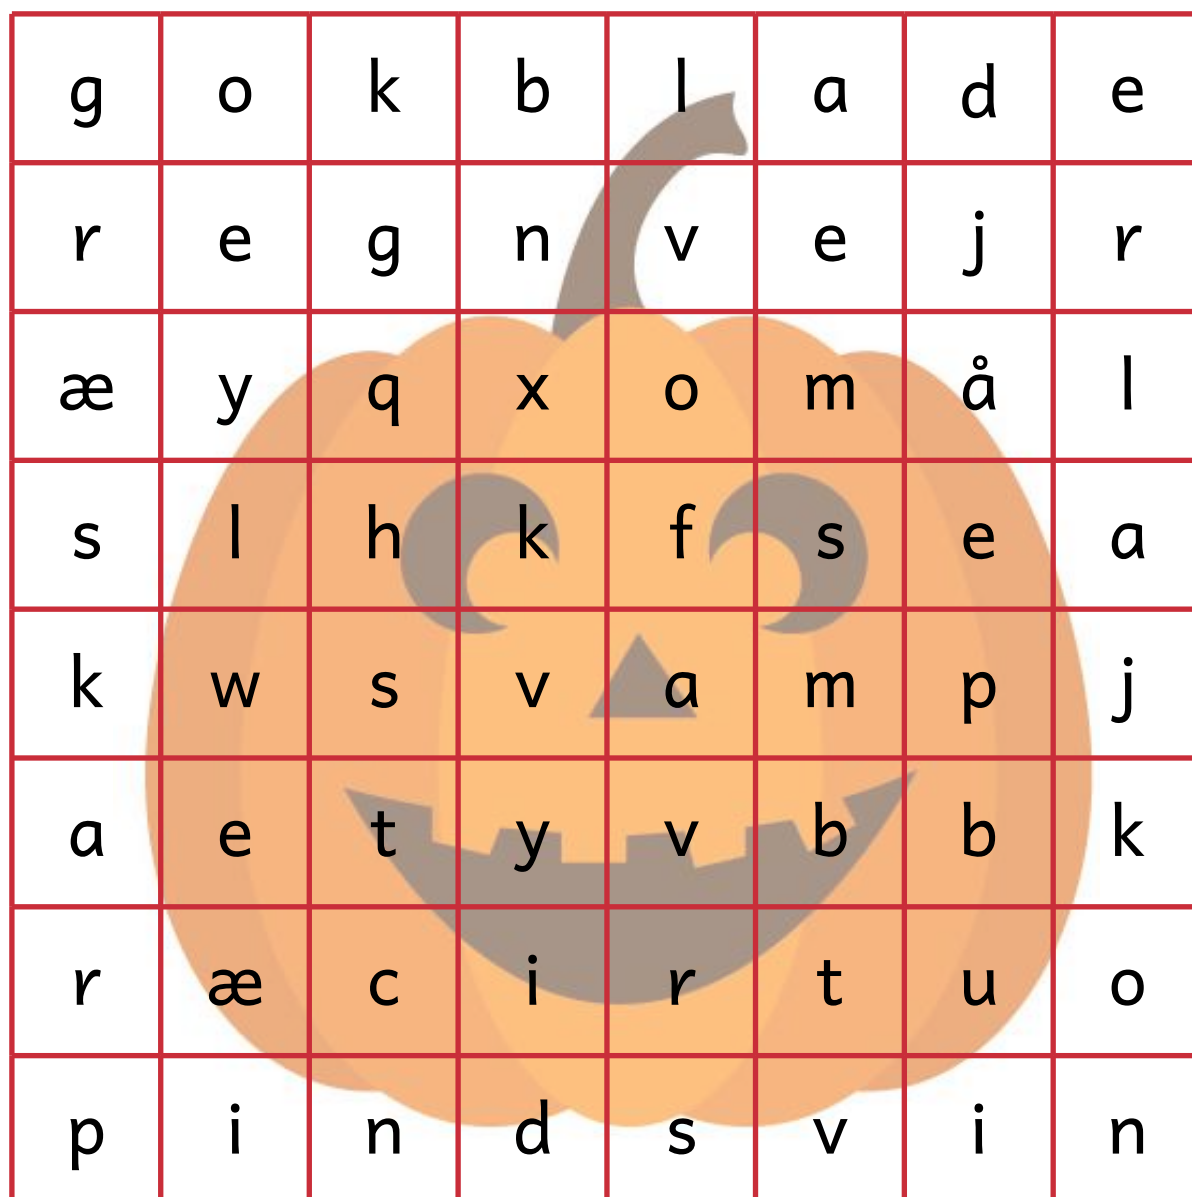 g o k b l a d e
r e g n v e j r
æ y q x o m å l
s l h k f s e a
k w s v a m p j
a e t y v b b k
r æ c i r t u o
p i n d s v i n